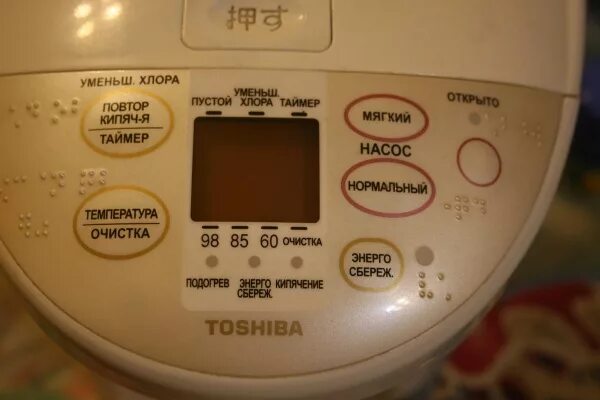 押す
УМЕНЬШ. ХЛОРА
ПОВТОР
КИПЯЧ-Я
ТАЙМЕР
ТЕМПЕРАТУРА
ОЧИСТКА
УМЕНЬШ.
ПУСТОЙ ХЛОРА ТАЙМЕР
98 85 60 ОЧИСТКА
ПОДОГРЕВ ЭНЕРГО СБЕРЕЖ. КИПЯЧЕНИЕ
МЯГКИЙ
НАСОС
НОРМАЛЬНЫЙ
ОТКРЫТО
ЭНЕРГО
СБЕРЕЖ.
TOSHIBA